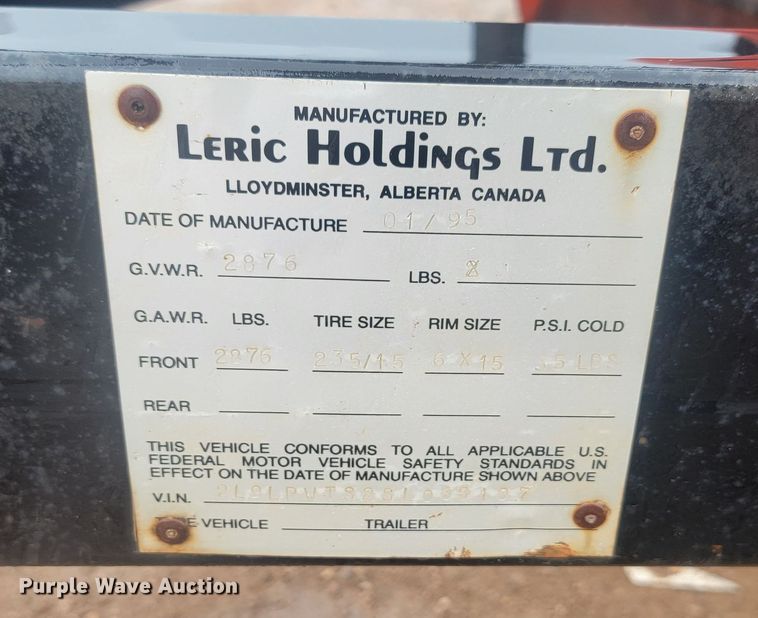 MANUFACTURED BY:
LERIC HOLDINGS LTD.
LLOYDMINSTER, ALBERTA CANADA
DATE OF MANUFACTURE 01/95
G.V.W.R. 2876 LBS. X
G.A.W.R. LBS. TIRE SIZE RIM SIZE P.S.I. COLD
FRONT 2876 235/15 6 X 15 LBS
REAR
THIS VEHICLE CONFORMS TO ALL APPLICABLE U.S.
FEDERAL MOTOR VEHICLE SAFETY STANDARDS IN
EFFECT ON THE DATE OF MANUFACTURE SHOWN ABOVE
V.I.N.
VEHICLE TRAILER
Purple Wave Auction